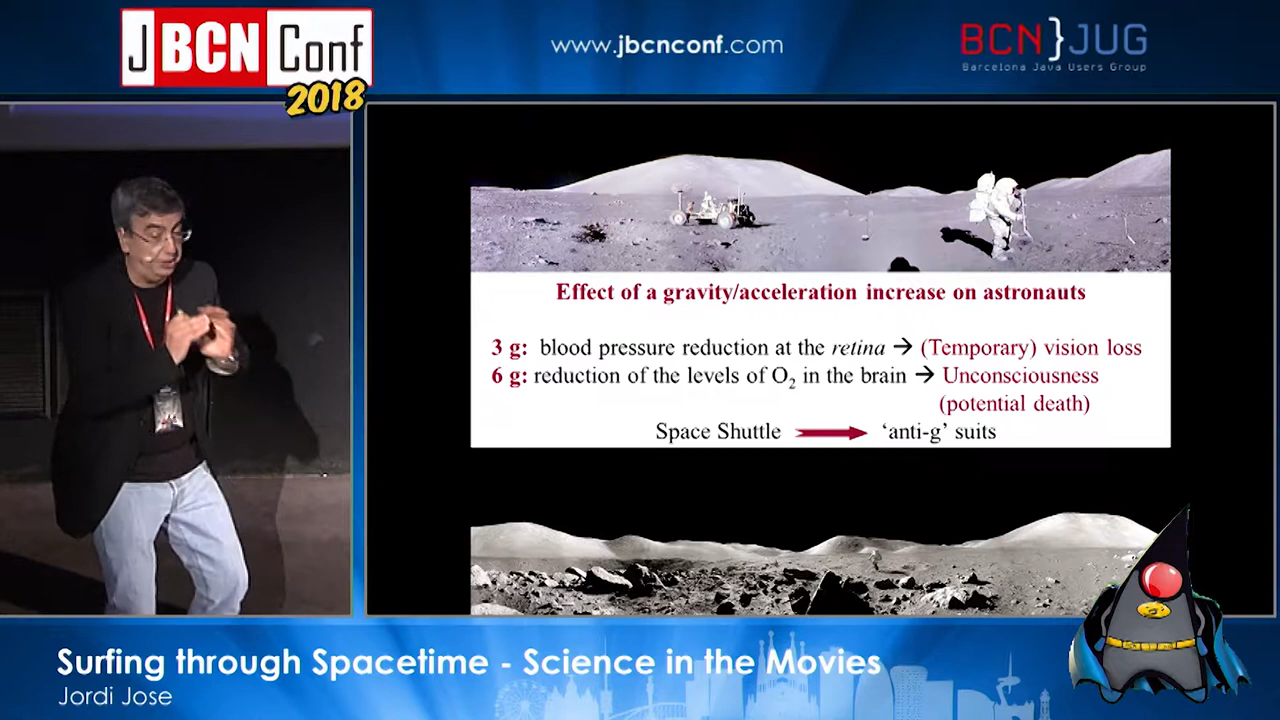 JBCNConf
2018
www.jbcnconf.com
BCN}JUG
Barcelona Java Users Group
Effect of a gravity/acceleration increase on astronauts
3 g: blood pressure reduction at the retina → (Temporary) vision loss
6 g: reduction of the levels of O₂ in the brain → Unconsciousness
(potential death)
Space Shuttle → ‘anti-g’ suits
Surfing through Spacetime - Science in the Movies
Jordi Jose